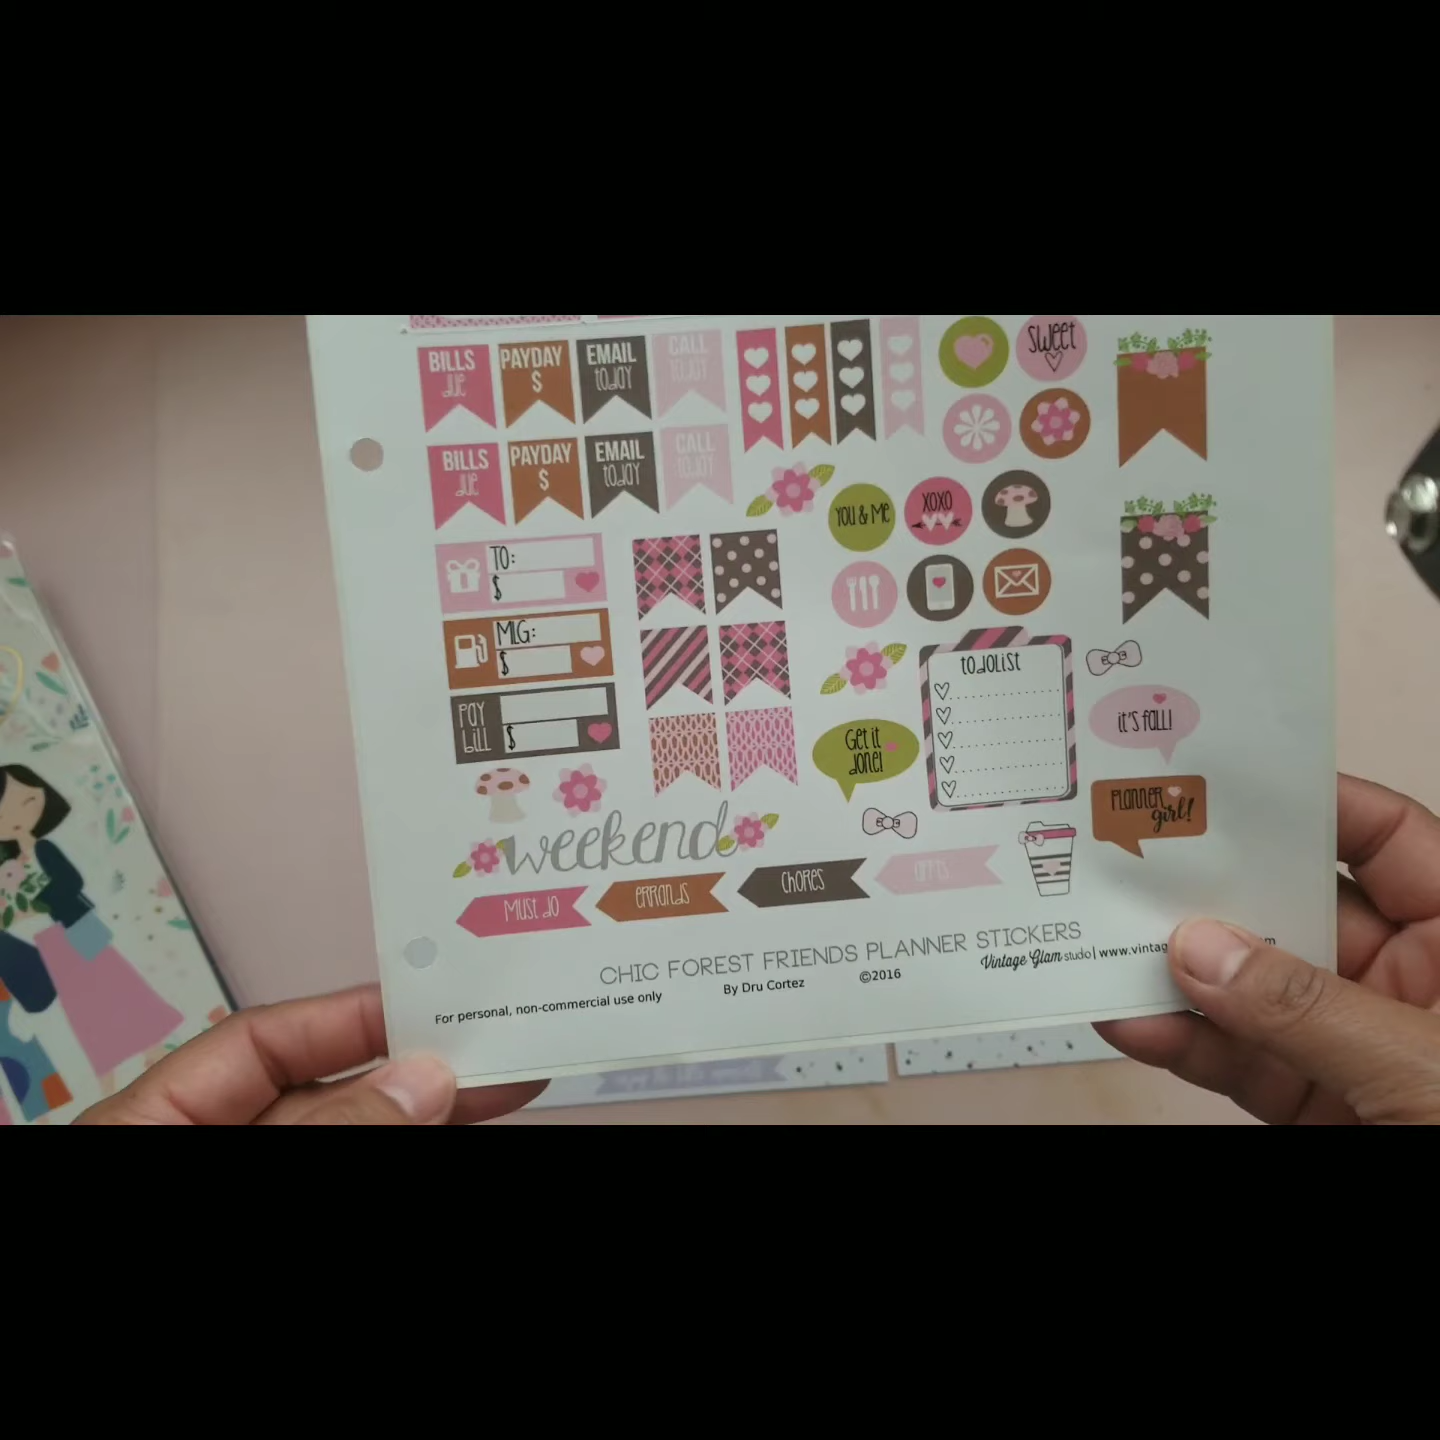 BILLS
due
PAYDAY
$
EMAIL
today
CALL
today
sweet
BILLS
due
PAYDAY
$
EMAIL
today
CALL
today
YOU & Me
XOXO
TO:
$
MLG:
$
PAY
bill
$
to do List
Get it
done!
it's fall!
PLANNER
girl!
weekend
Must do
errands
chores
CHIC FOREST FRIENDS PLANNER STICKERS
For personal, non-commercial use only
By Dru Cortez
©2016
Vintage Glam studio | www.vintag
m